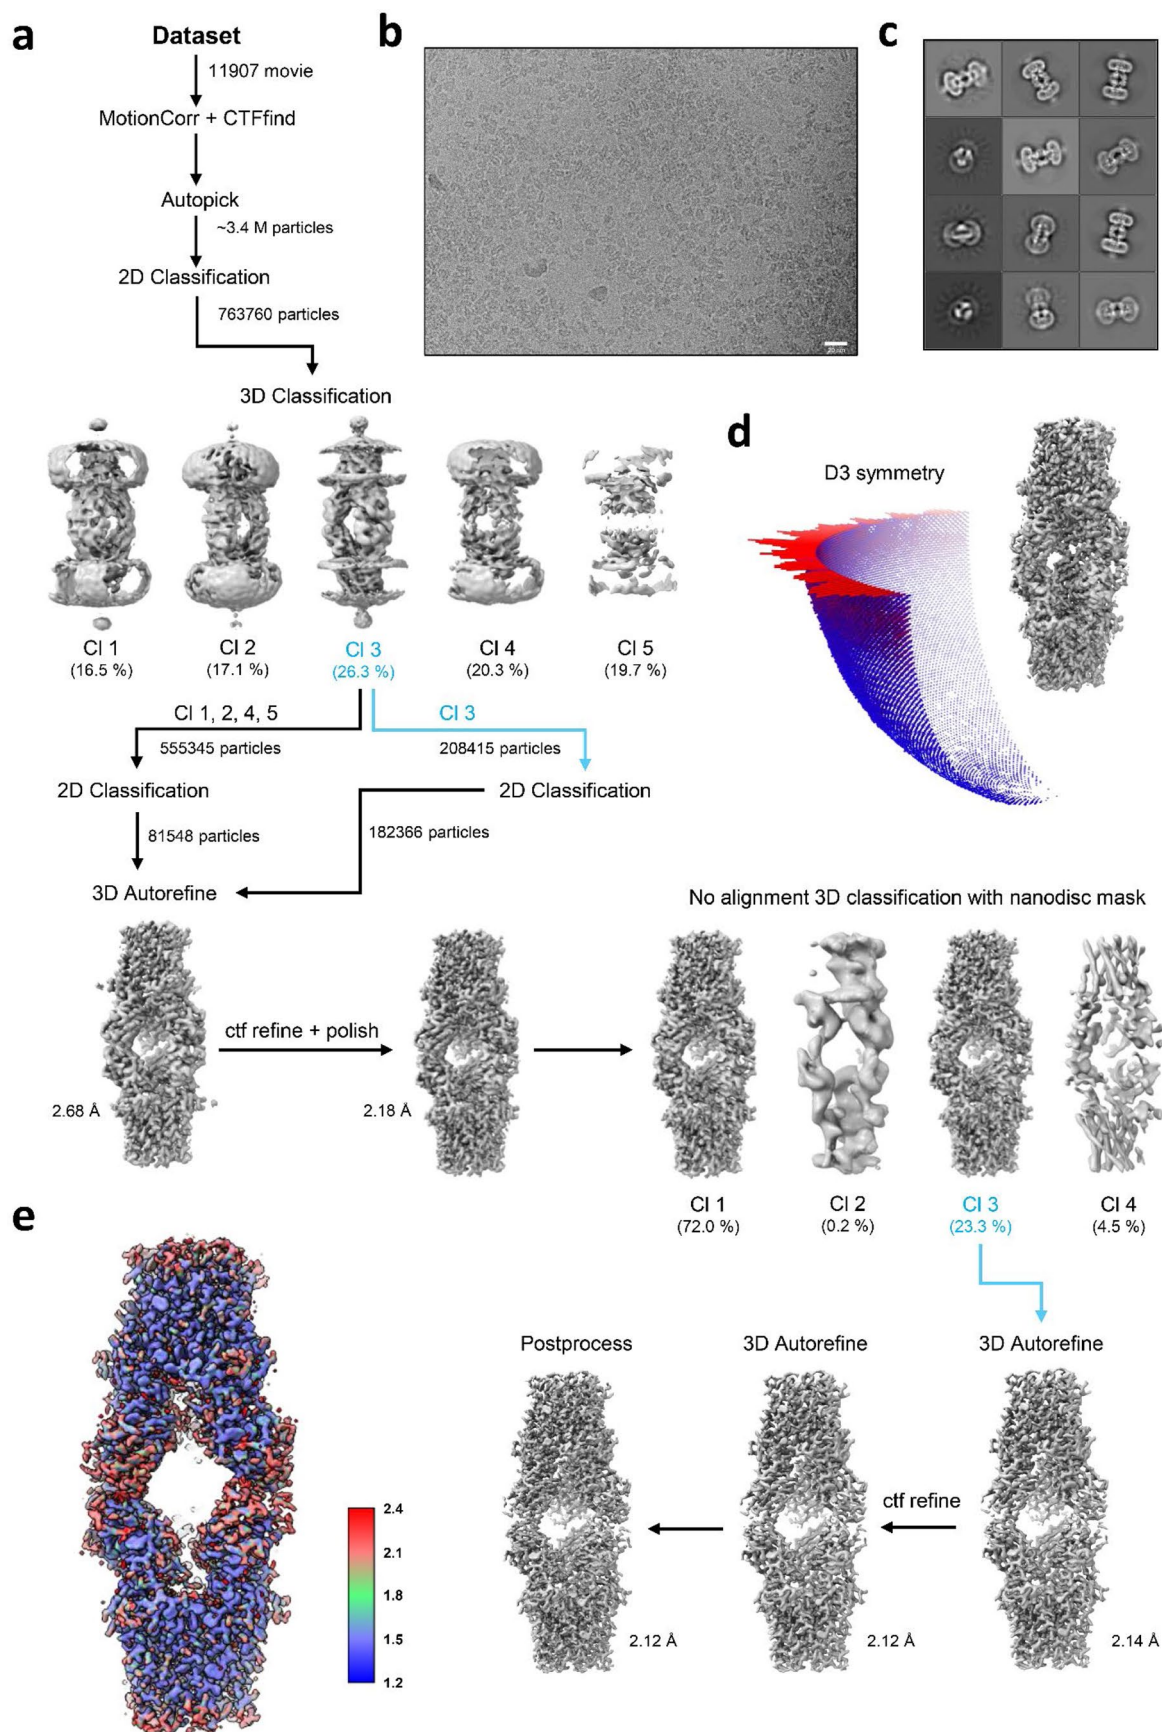 a
Dataset
11907 movie
MotionCorr + CTFfind
Autopick
~3.4 M particles
2D Classification
763760 particles
3D Classification
Cl 1
(16.5 %)
Cl 2
(17.1 %)
Cl 3
(26.3 %)
Cl 4
(20.3 %)
Cl 5
(19.7 %)
Cl 1, 2, 4, 5
555345 particles
Cl 3
208415 particles
2D Classification
2D Classification
81548 particles
182366 particles
3D Autorefine
2.68 Å
ctf refine + polish
2.18 Å
No alignment 3D classification with nanodisc mask
Cl 1
(72.0 %)
Cl 2
(0.2 %)
Cl 3
(23.3 %)
Cl 4
(4.5 %)
3D Autorefine
2.14 Å
ctf refine
3D Autorefine
2.12 Å
Postprocess
2.12 Å
b
c
d
D3 symmetry
e
2.4
2.1
1.8
1.5
1.2